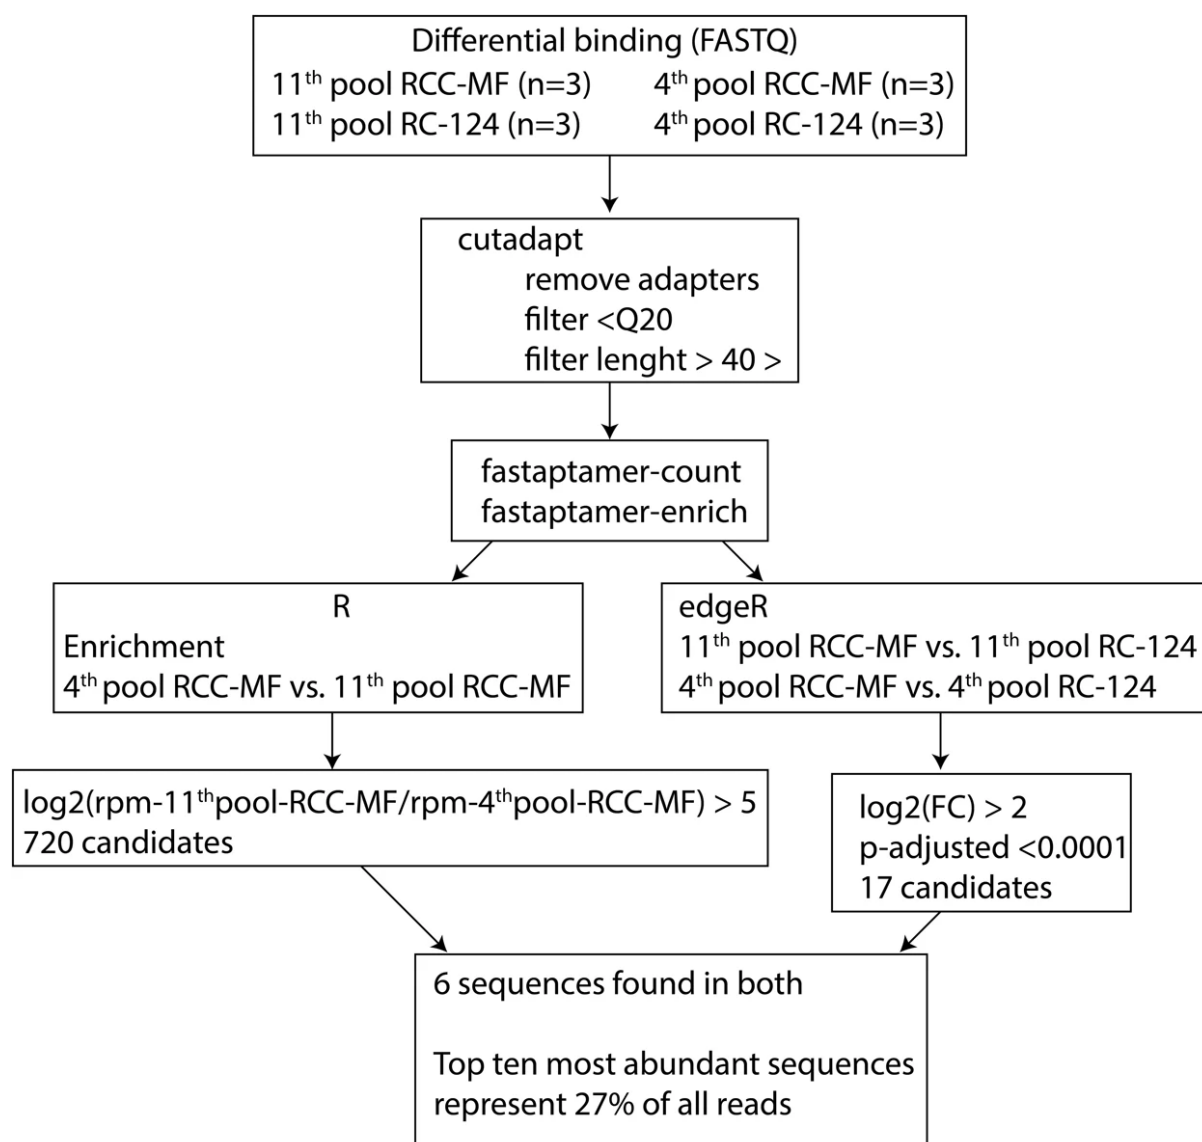 Differential binding (FASTQ)
11th pool RCC-MF (n=3) 4th pool RCC-MF (n=3)
11th pool RC-124 (n=3) 4th pool RC-124 (n=3)
cutadapt
remove adapters
filter <Q20
filter lenght > 40 >
fastaptamer-count
fastaptamer-enrich
R
Enrichment
4th pool RCC-MF vs. 11th pool RCC-MF
edgeR
11th pool RCC-MF vs. 11th pool RC-124
4th pool RCC-MF vs. 4th pool RC-124
log2(rpm-11thpool-RCC-MF/rpm-4thpool-RCC-MF) > 5
720 candidates
log2(FC) > 2
p-adjusted <0.0001
17 candidates
6 sequences found in both
Top ten most abundant sequences
represent 27% of all reads